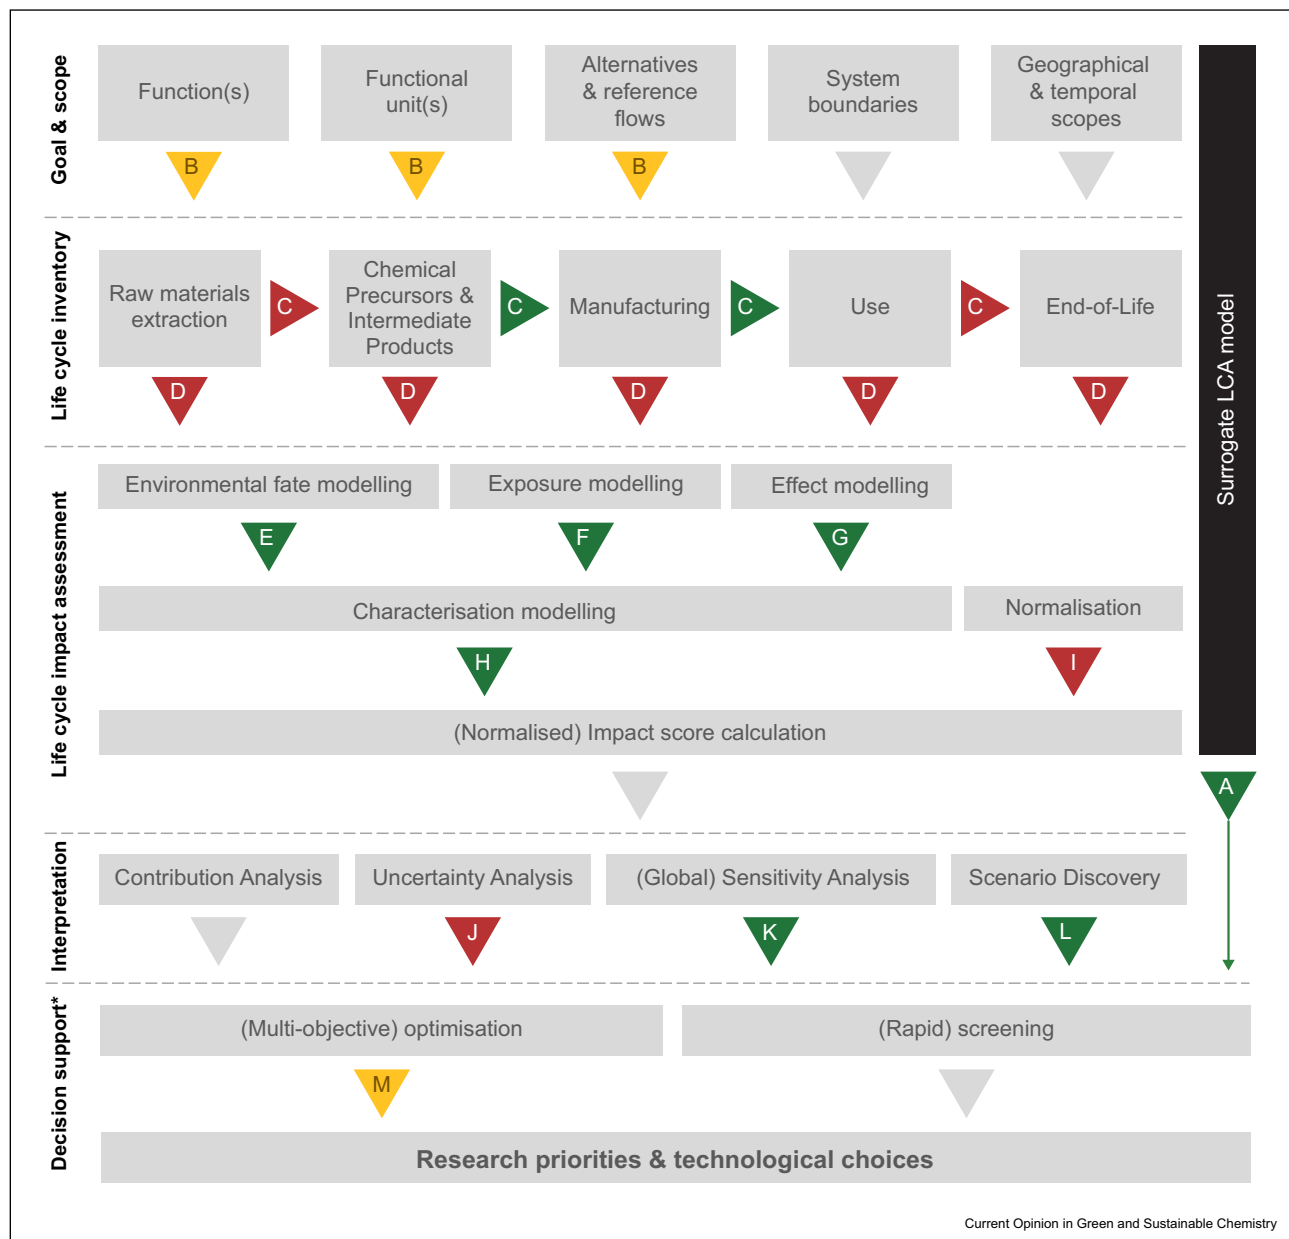 Goal & scope
Function(s)
Functional
unit(s)
Alternatives
& reference
flows
System
boundaries
Geographical
& temporal
scopes
B
B
B
Life cycle inventory
Raw materials
extraction
C
Chemical
Precursors &
Intermediate
Products
C
Manufacturing
C
Use
C
End-of-Life
D
D
D
D
D
Surrogate LCA model
Life cycle impact assessment
Environmental fate modelling
Exposure modelling
Effect modelling
E
F
G
Characterisation modelling
Normalisation
H
I
(Normalised) Impact score calculation
A
Interpretation
Contribution Analysis
Uncertainty Analysis
(Global) Sensitivity Analysis
Scenario Discovery
J
K
L
Decision support*
(Multi-objective) optimisation
(Rapid) screening
M
Research priorities & technological choices
Current Opinion in Green and Sustainable Chemistry